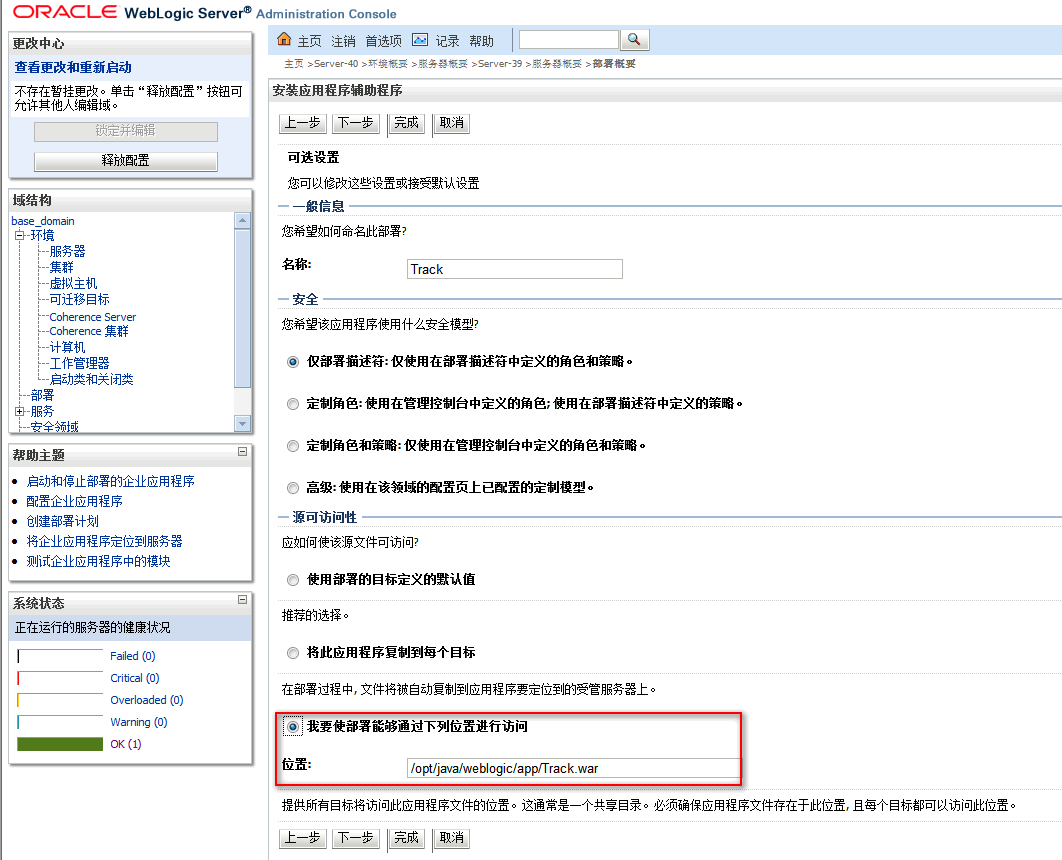 ORACLE WebLogic Server® Administration Console
更改中心
查看更改和重新启动
不存在暂挂更改。单击“释放配置”按钮可
允许其他人编辑域。
锁定并编辑
释放配置
域结构
base_domain
环境
服务器
集群
虚拟主机
可迁移目标
Coherence Server
Coherence 集群
计算机
工作管理器
启动类和关闭类
部署
服务
安全领域
帮助主题
启动和停止部署的企业应用程序
配置企业应用程序
创建部署计划
将企业应用程序定位到服务器
测试企业应用程序中的模块
系统状态
正在运行的服务器的健康状况
Failed (0)
Critical (0)
Overloaded (0)
Warning (0)
OK (1)
主页 注销 首选项 记录 帮助
主页 >Server-40 >环境概要 >服务器概要 >Server-39 >服务器概要 >部署概要
安装应用程序辅助程序
上一步 下一步 完成 取消
可选设置
您可以修改这些设置或接受默认设置
一般信息
您希望如何命名此部署?
名称: Track
安全
您希望该应用程序使用什么安全模型?
仅部署描述符: 仅使用在部署描述符中定义的角色和策略。
定制角色: 使用在管理控制台中定义的角色; 使用在部署描述符中定义的策略。
定制角色和策略: 仅使用在管理控制台中定义的角色和策略。
高级: 使用在该领域的配置页上已配置的定制模型。
源可访问性
应如何使该源文件可访问?
使用部署的目标定义的默认值
推荐的选择。
将此应用程序复制到每个目标
在部署过程中, 文件将被自动复制到应用程序要定位到的受管服务器上。
我要使部署能够通过下列位置进行访问
位置: /opt/java/weblogic/app/Track.war
提供所有目标将访问此应用程序文件的位置。这通常是一个共享目录。必须确保应用程序文件存在于此位置, 且每个目标都可以访问此位置。
上一步 下一步 完成 取消